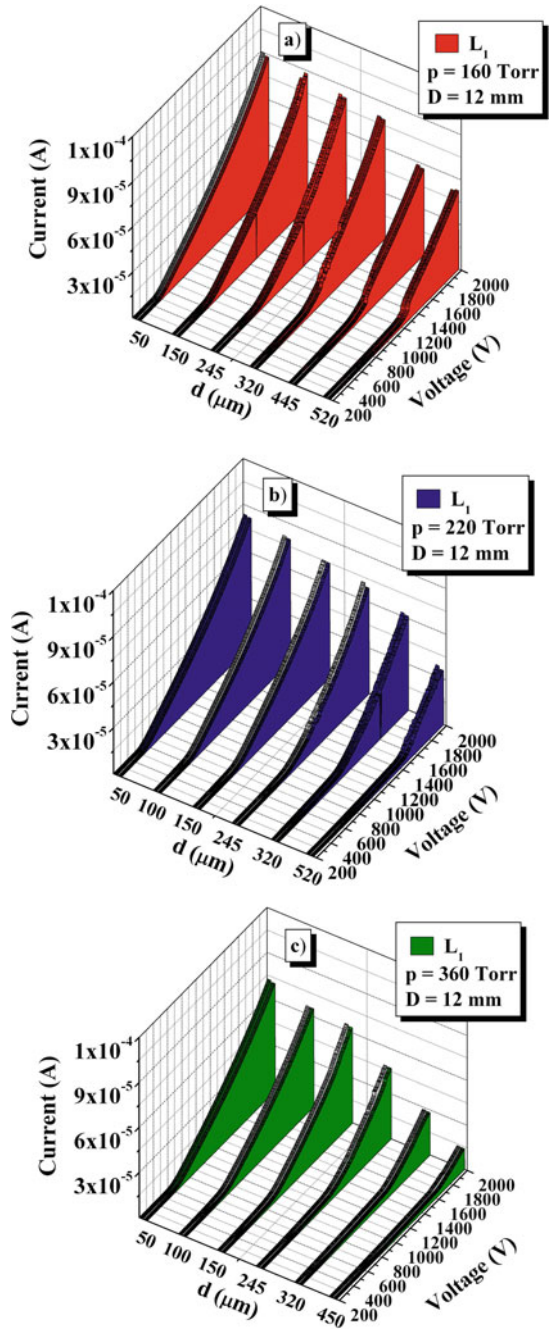 a)
L₁
p = 160 Torr
D = 12 mm
Current (A)
1x10⁻⁴
9x10⁻⁵
6x10⁻⁵
3x10⁻⁵
50 150 245 320 445 520
d (μm)
200 400 600 800 1000 1200 1400 1600 1800 2000
Voltage (V)
b)
L₁
p = 220 Torr
D = 12 mm
Current (A)
1x10⁻⁴
9x10⁻⁵
6x10⁻⁵
3x10⁻⁵
50 100 150 245 320 520
d (μm)
200 400 600 800 1000 1200 1400 1600 1800 2000
Voltage (V)
c)
L₁
p = 360 Torr
D = 12 mm
Current (A)
1x10⁻⁴
9x10⁻⁵
6x10⁻⁵
3x10⁻⁵
50 100 150 245 320 450
d (μm)
200 400 600 800 1000 1200 1400 1600 1800 2000
Voltage (V)